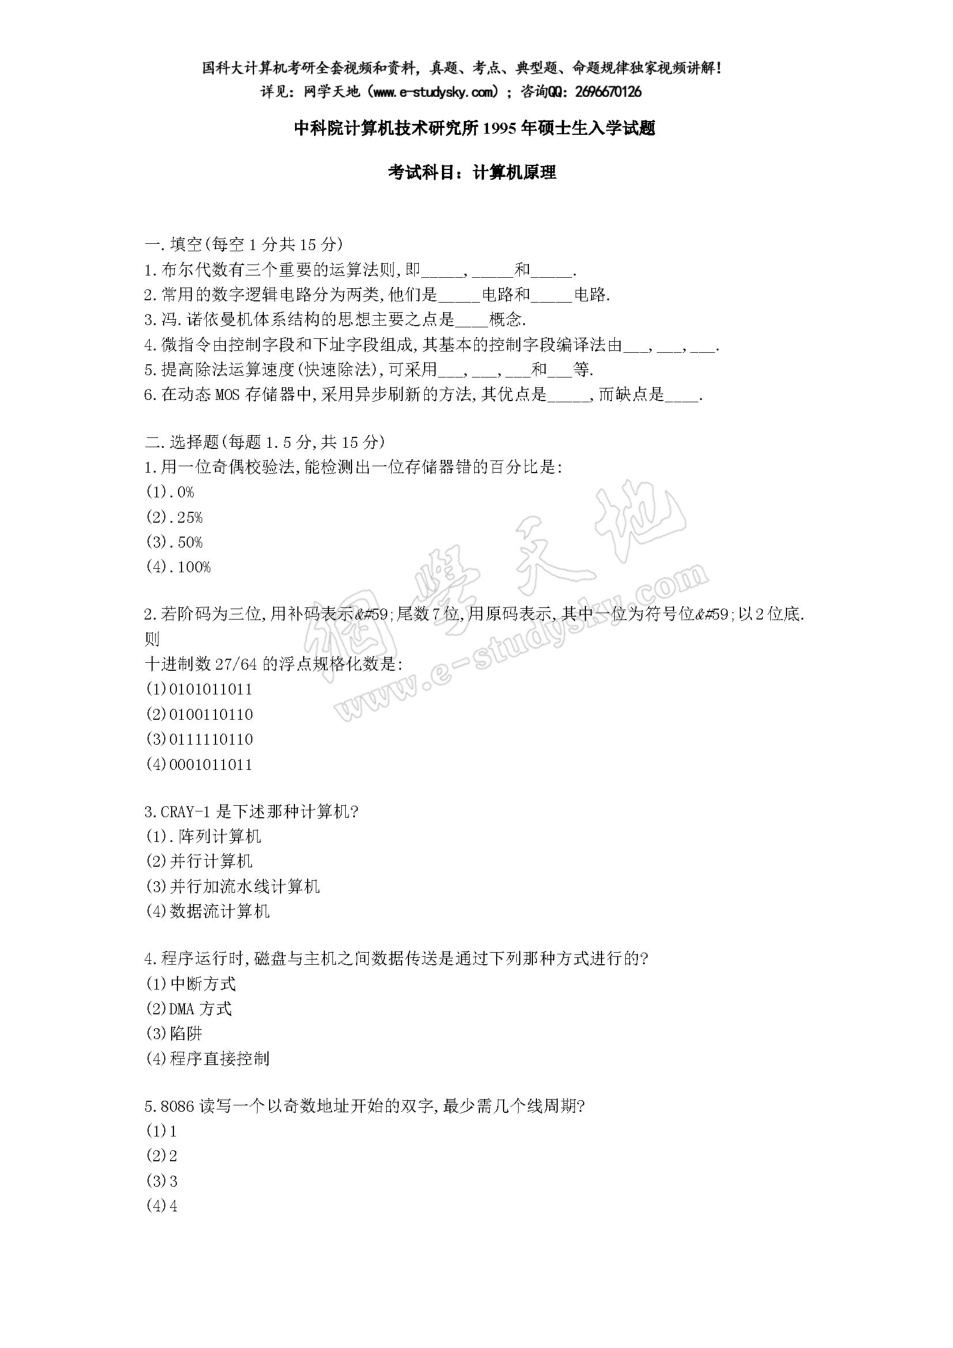 国科大计算机考研全套视频和资料，真题、考点、典型题、命题规律独家视频讲解！
详见：网学天地（www.e-studysky.com）；咨询QQ：2696670126
中科院计算机技术研究所 1995 年硕士生入学试题
考试科目：计算机原理
一.填空(每空1分共15分)
1.布尔代数有三个重要的运算法则,即_____,_____和_____.
2.常用的数字逻辑电路分为两类,他们是_____电路和_____电路.
3.冯.诺依曼机体系结构的思想主要之点是____概念.
4.微指令由控制字段和下址字段组成,其基本的控制字段编译法由___,___,___.
5.提高除法运算速度(快速除法),可采用___,___,___和___等.
6.在动态MOS存储器中,采用异步刷新的方法,其优点是_____,而缺点是____.
二.选择题(每题1.5分,共15分)
1.用一位奇偶校验法,能检测出一位存储器错的百分比是:
(1).0%
(2).25%
(3).50%
(4).100%
2.若阶码为三位,用补码表示&#59;尾数7位,用原码表示,其中一位为符号位&#59;以2位底.
则
十进制数27/64的浮点规格化数是:
(1)0101011011
(2)0100110110
(3)0111110110
(4)0001011011
3.CRAY-1是下述那种计算机?
(1).阵列计算机
(2)并行计算机
(3)并行加流水线计算机
(4)数据流计算机
4.程序运行时,磁盘与主机之间数据传送是通过下列那种方式进行的?
(1)中断方式
(2)DMA方式
(3)陷阱
(4)程序直接控制
5.8086读写一个以奇数地址开始的双字,最少需几个线周期?
(1)1
(2)2
(3)3
(4)4
網學天地
www.e-studysky.com